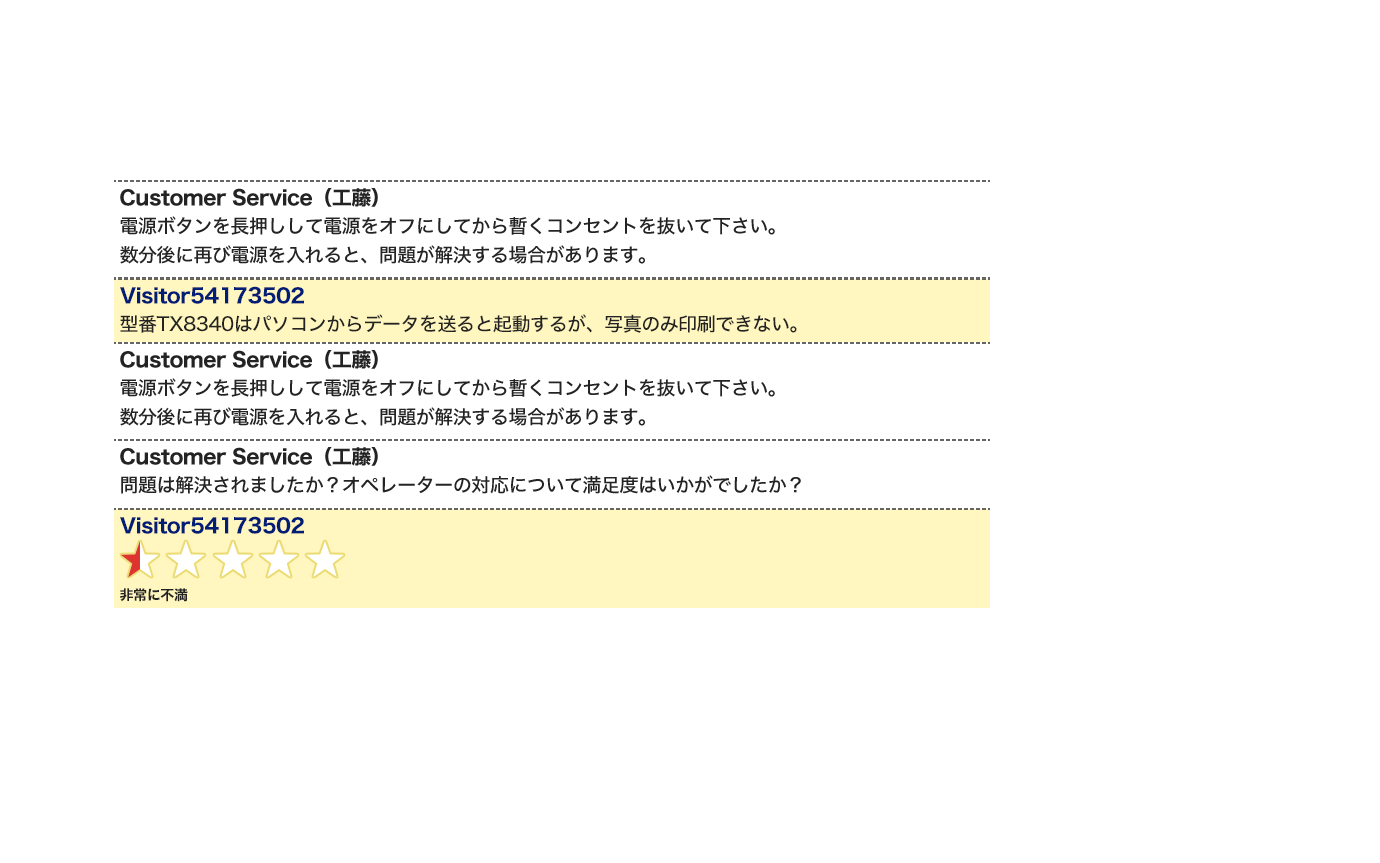 Customer Service（工藤）
電源ボタンを長押しして電源をオフにしてから暫くコンセントを抜いて下さい。
数分後に再び電源を入れると、問題が解決する場合があります。
Visitor54173502
型番TX8340はパソコンからデータを送ると起動するが、写真のみ印刷できない。
Customer Service（工藤）
電源ボタンを長押しして電源をオフにしてから暫くコンセントを抜いて下さい。
数分後に再び電源を入れると、問題が解決する場合があります。
Customer Service（工藤）
問題は解決されましたか？オペレーターの対応について満足度はいかがでしたか？
Visitor54173502
非常に不満